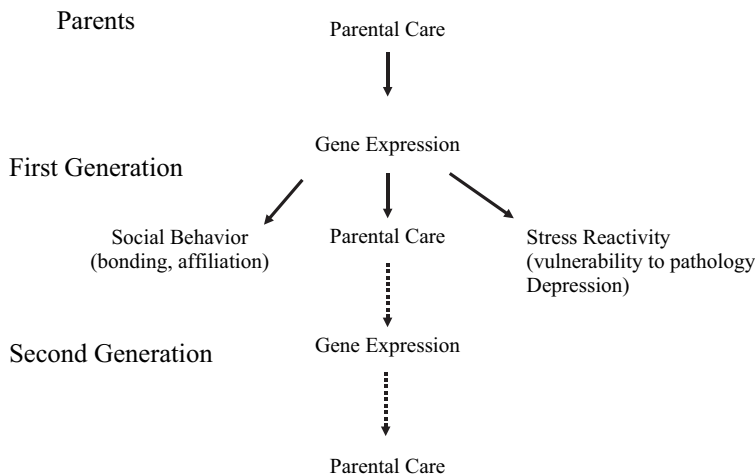 Parents
Parental Care
Gene Expression
First Generation
Social Behavior
(bonding, affiliation)
Parental Care
Stress Reactivity
(vulnerability to pathology
Depression)
Gene Expression
Second Generation
Parental Care